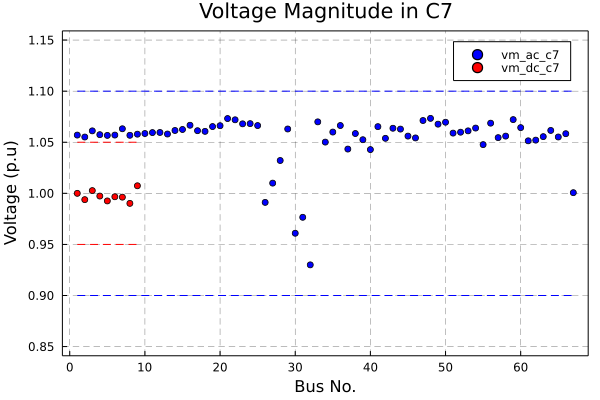 Voltage Magnitude in C7
Voltage (p.u)
1.15
1.10
1.05
1.00
0.95
0.90
0.85
vm_ac_c7
vm_dc_c7
0 10 20 30 40 50 60
Bus No.